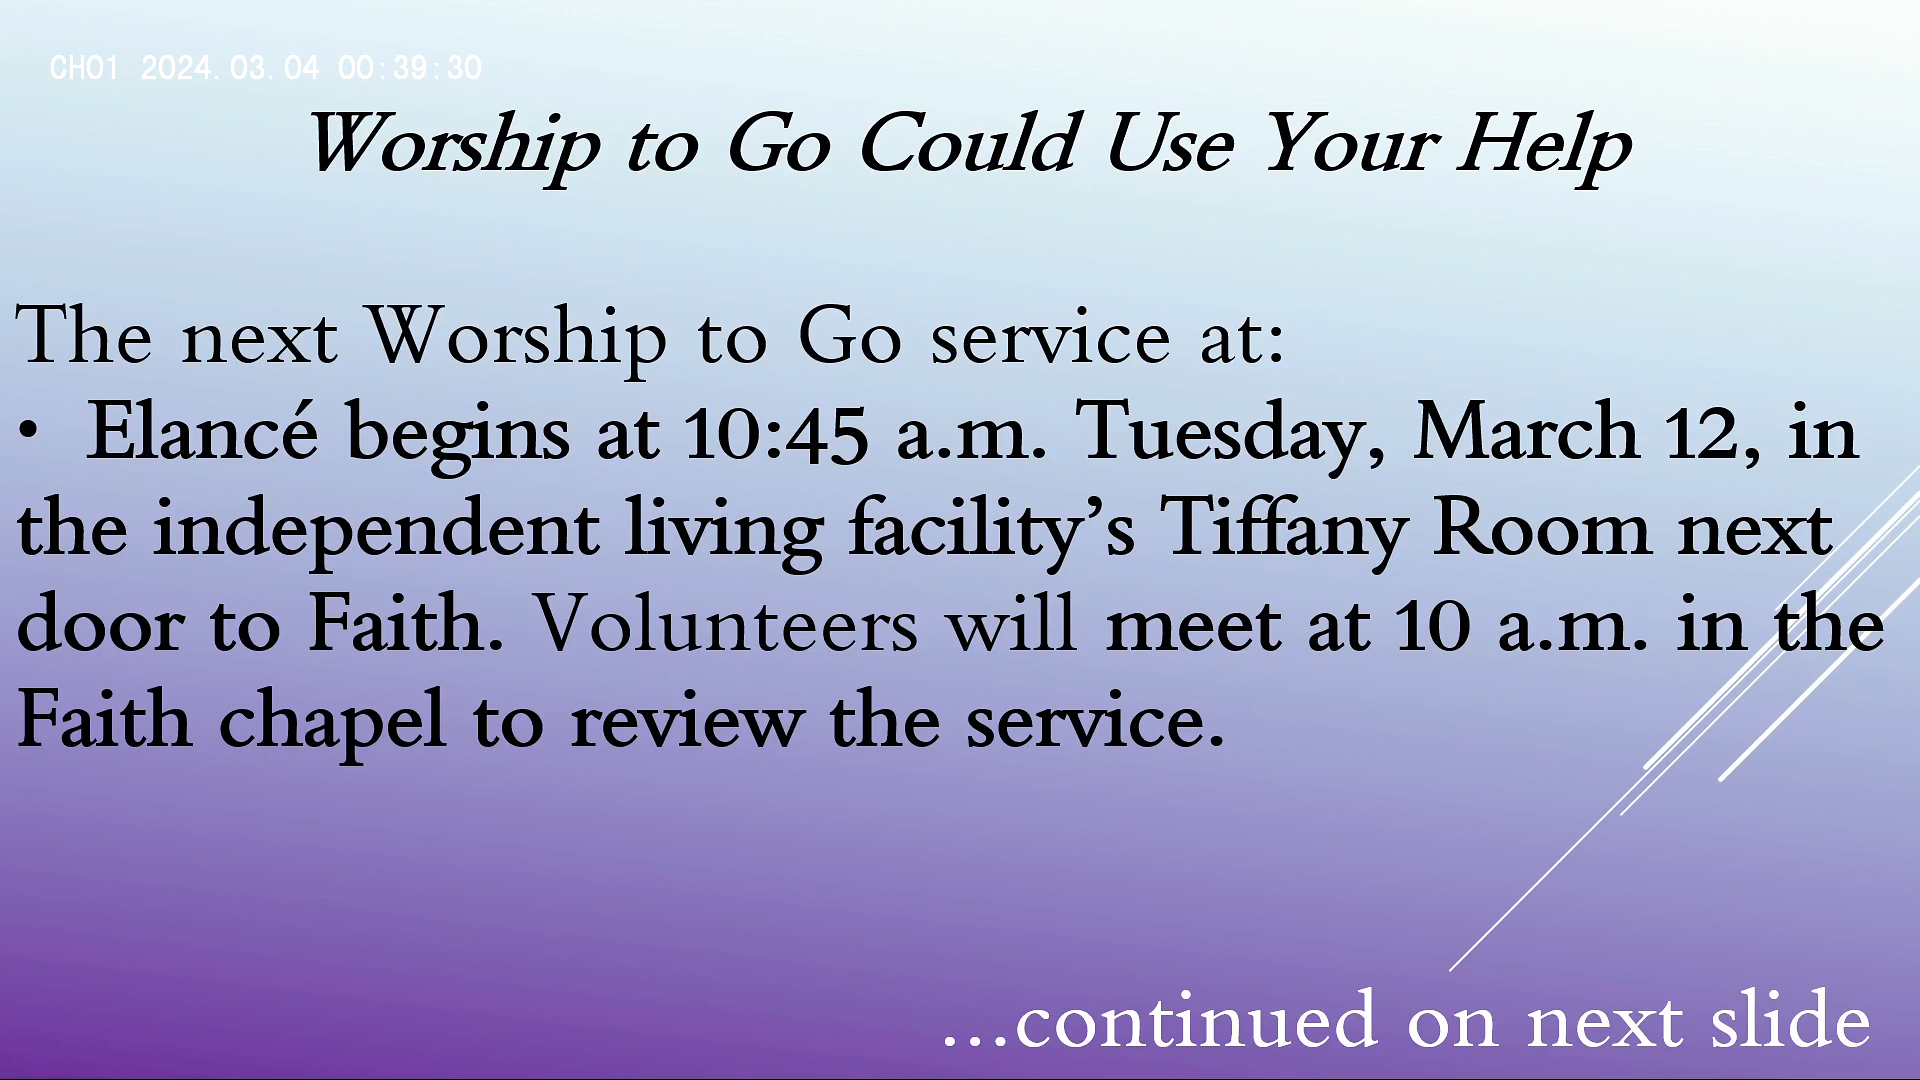 CH01 2024.03.04 00:39:30
Worship to Go Could Use Your Help
The next Worship to Go service at:
• Elancé begins at 10:45 a.m. Tuesday, March 12, in
the independent living facility’s Tiffany Room next
door to Faith. Volunteers will meet at 10 a.m. in the
Faith chapel to review the service.
...continued on next slide